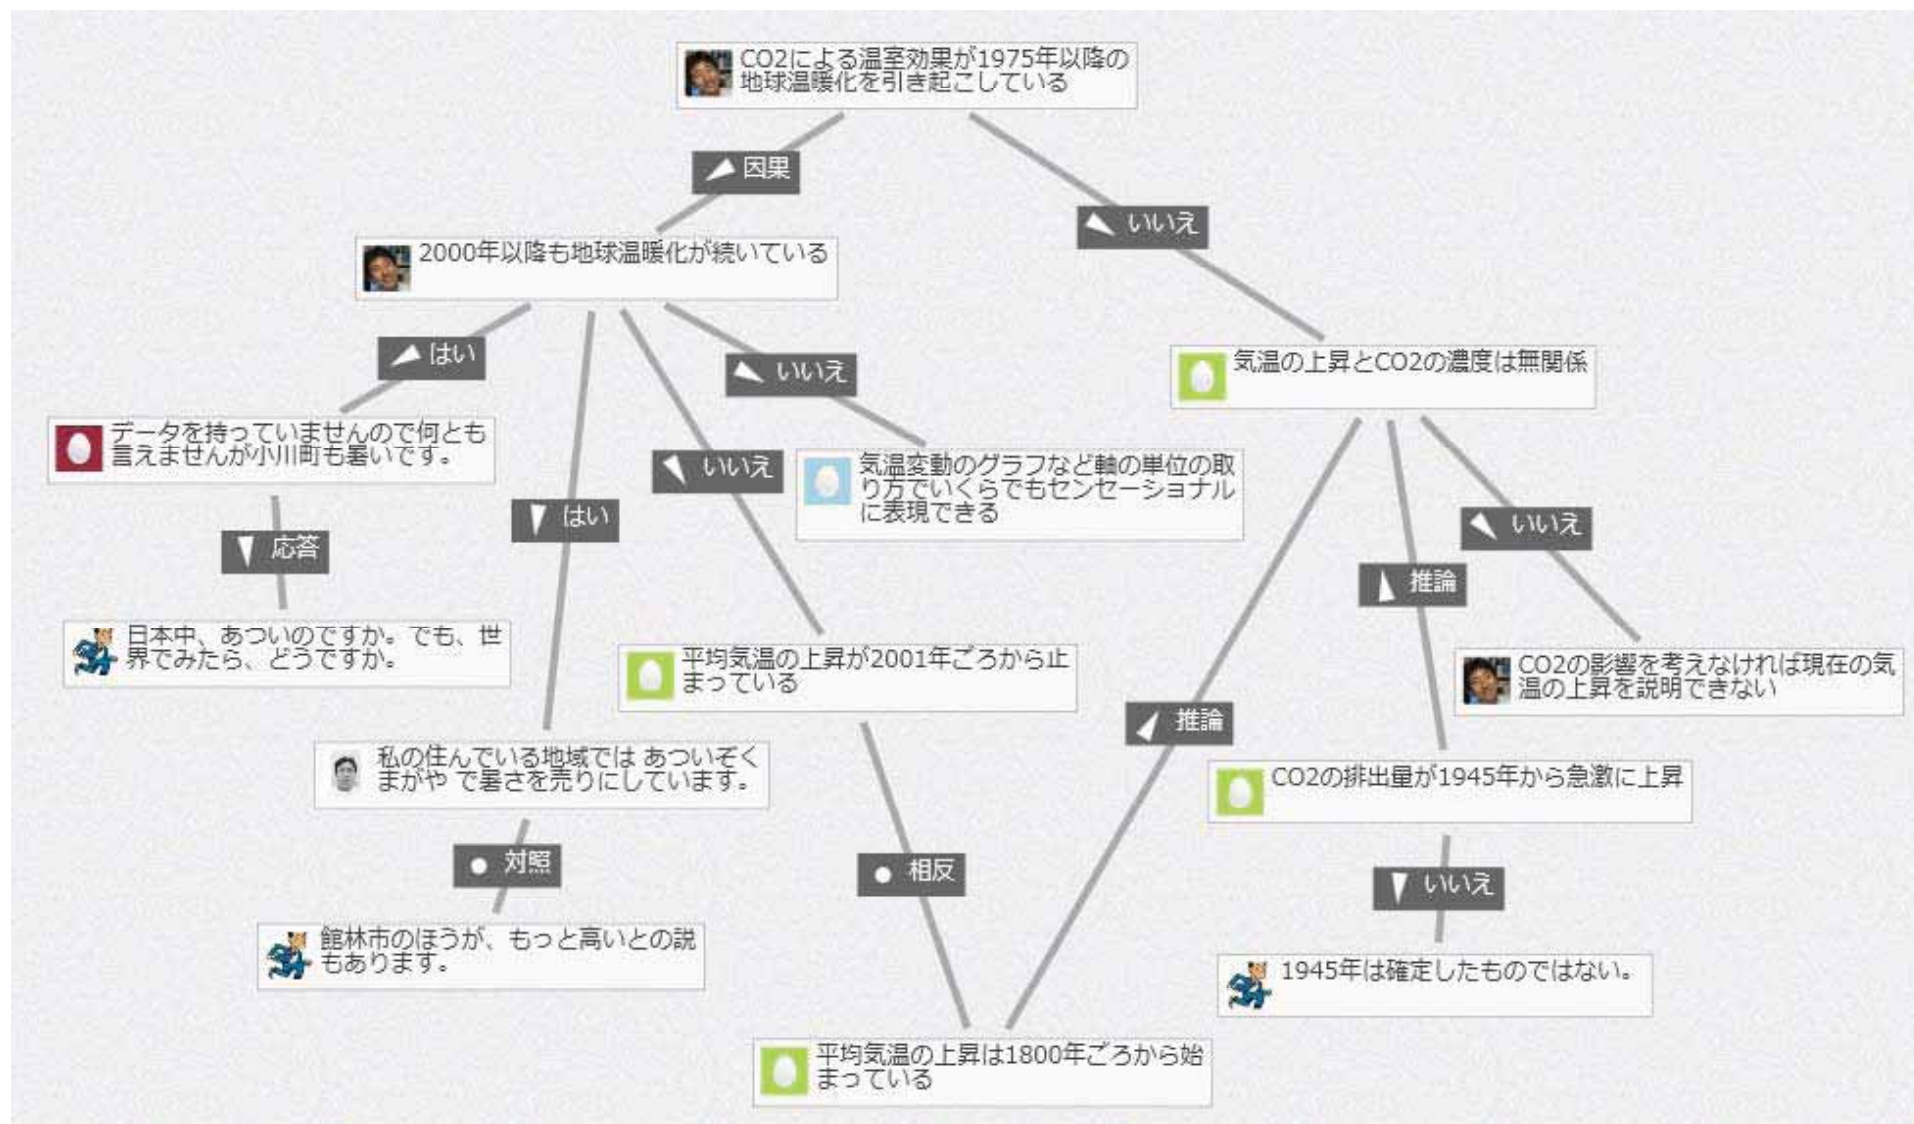 CO2による温室効果が1975年以降の
地球温暖化を引き起こしている
因果
いいえ
2000年以降も地球温暖化が続いている
はい
いいえ
気温の上昇とCO2の濃度は無関係
データを持っていませんので何とも
言えませんが小川町も暑いです。
いいえ
気温変動のグラフなど軸の単位の取
り方でいくらでもセンセーショナル
に表現できる
はい
いいえ
応答
推論
日本中、あついのですか。でも、世
界でみたら、どうですか。
平均気温の上昇が2001年ごろから止
まっている
CO2の影響を考えなければ現在の気
温の上昇を説明できない
推論
私の住んでいる地域では あついぞく
まがや で暑さを売りにしています。
CO2の排出量が1945年から急激に上昇
対照
相反
いいえ
館林市のほうが、もっと高いとの説
もあります。
1945年は確定したものではない。
平均気温の上昇は1800年ごろから始
まっている